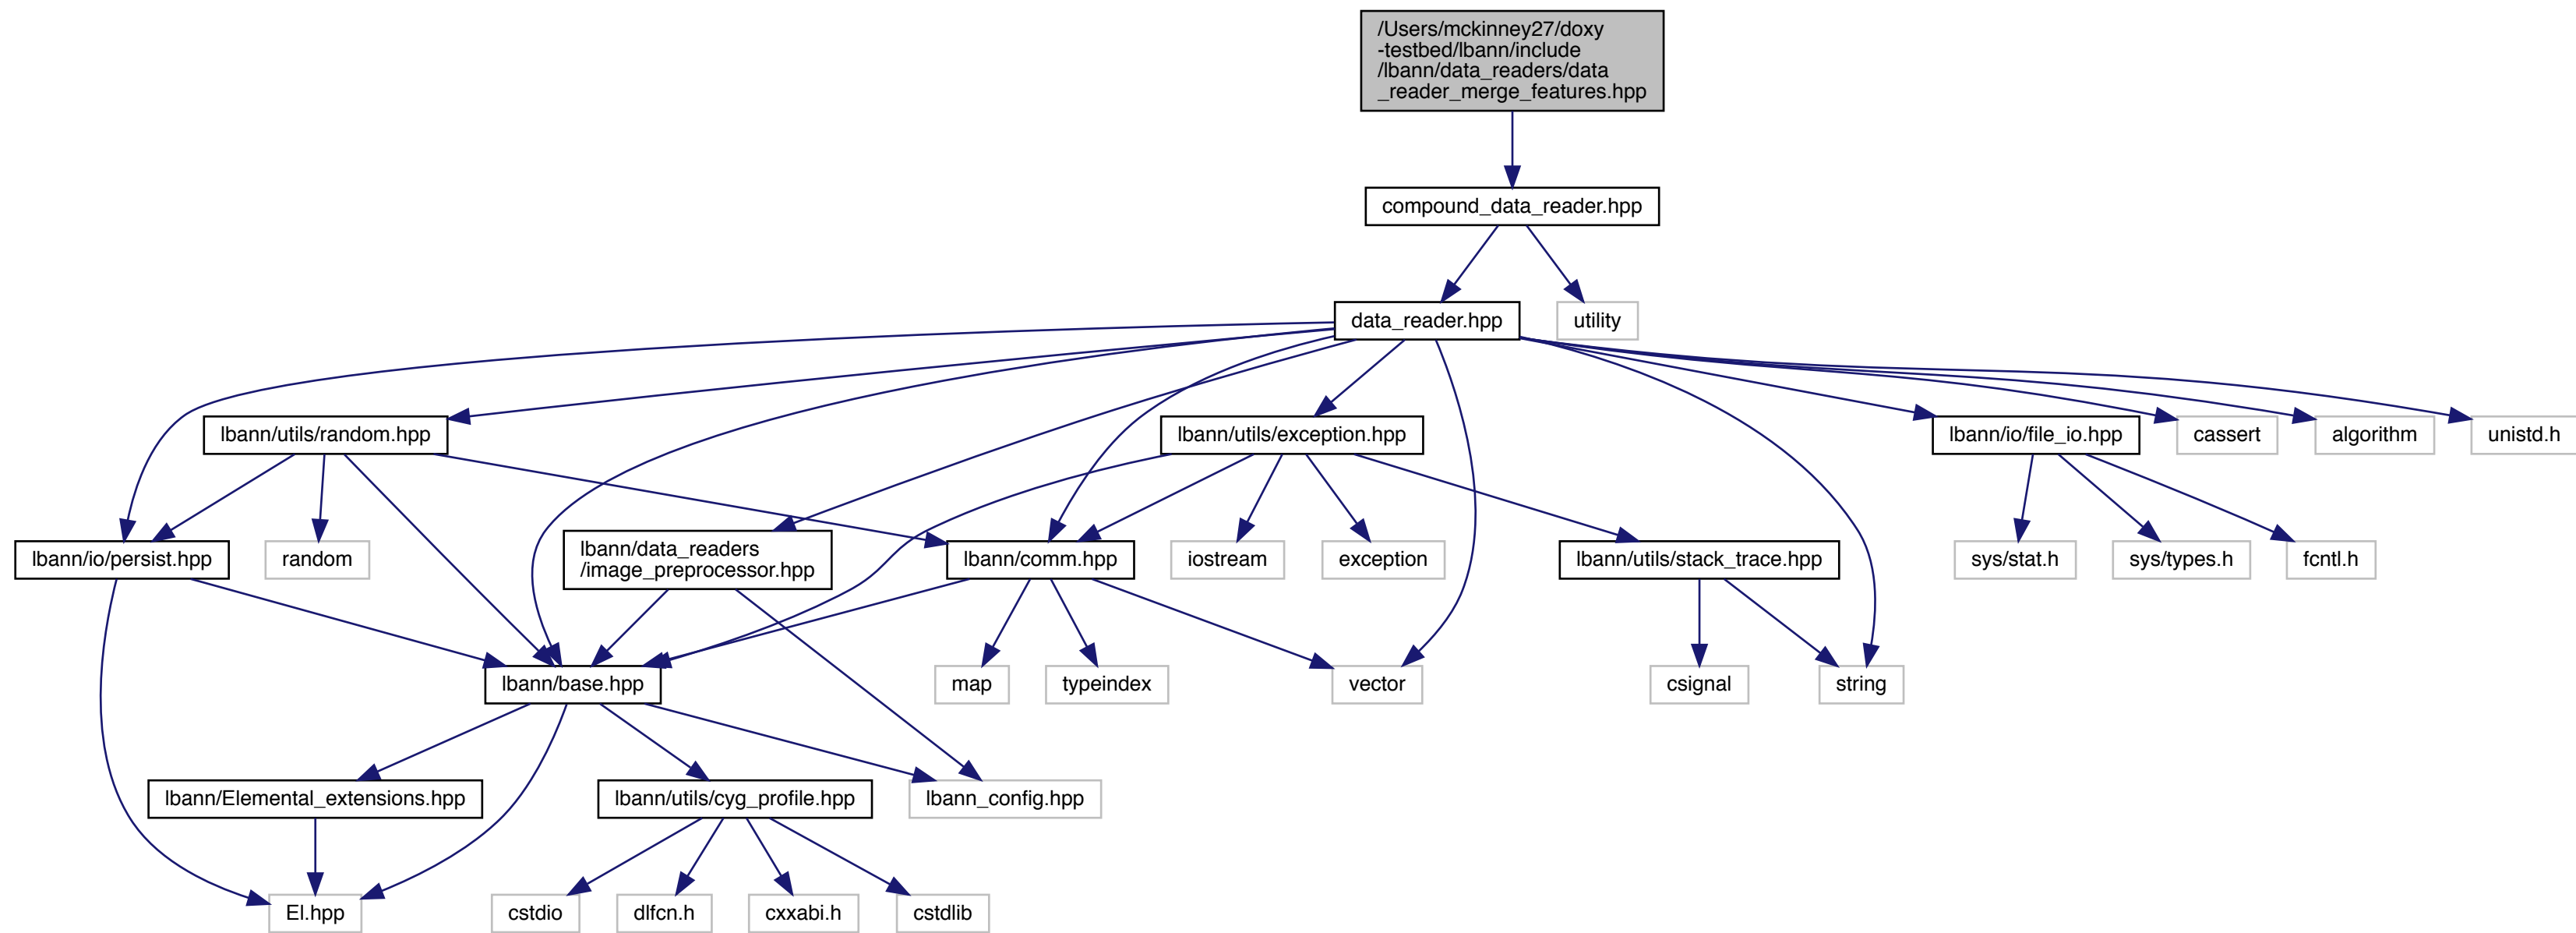 /Users/mckinney27/doxy
-testbed/lbann/include
/lbann/data_readers/data
_reader_merge_features.hpp
compound_data_reader.hpp
data_reader.hpp
utility
lbann/utils/random.hpp
lbann/utils/exception.hpp
lbann/io/file_io.hpp
cassert
algorithm
unistd.h
lbann/io/persist.hpp
random
lbann/data_readers
/image_preprocessor.hpp
lbann/comm.hpp
iostream
exception
lbann/utils/stack_trace.hpp
sys/stat.h
sys/types.h
fcntl.h
lbann/base.hpp
map
typeindex
vector
csignal
string
lbann/Elemental_extensions.hpp
lbann/utils/cyg_profile.hpp
lbann_config.hpp
El.hpp
cstdio
dlfcn.h
cxxabi.h
cstdlib